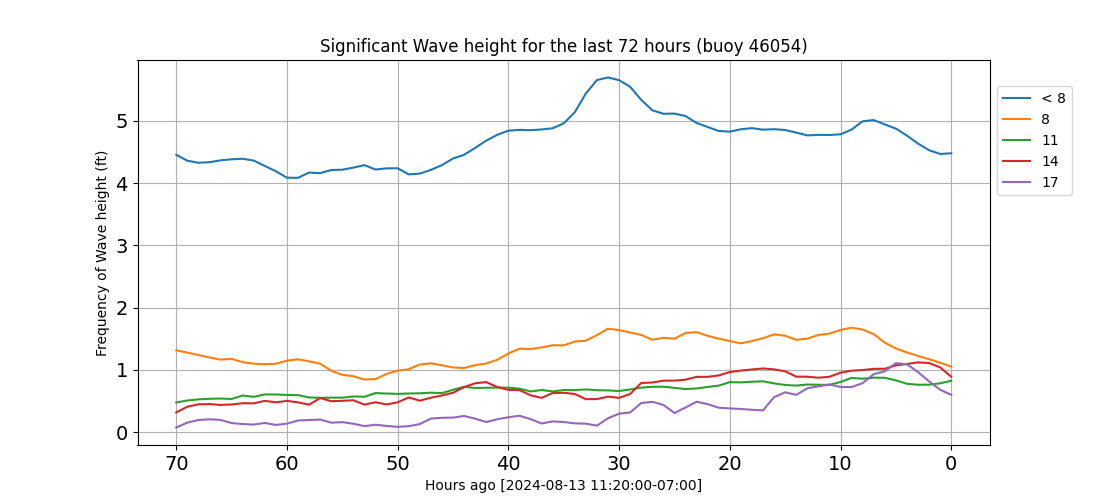 Significant Wave height for the last 72 hours (buoy 46054)
Frequency of Wave height (ft)
5
4
3
2
1
0
70 60 50 40 30 20 10 0
Hours ago [2024-08-13 11:20:00-07:00]
< 8
8
11
14
17